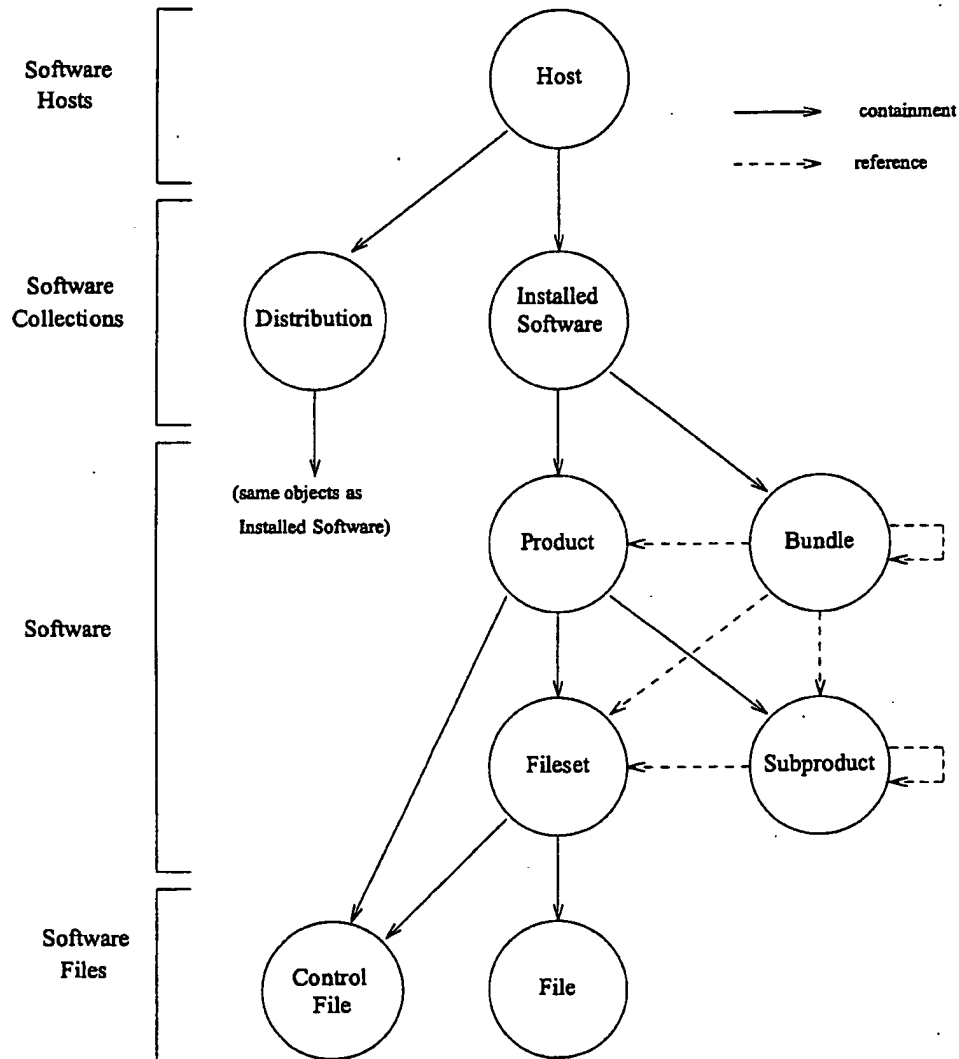 Software
Hosts
Host
containment
reference
Software
Collections
Distribution
Installed
Software
(same objects as
Installed Software)
Software
Product
Bundle
Fileset
Subproduct
Software
Files
Control
File
File